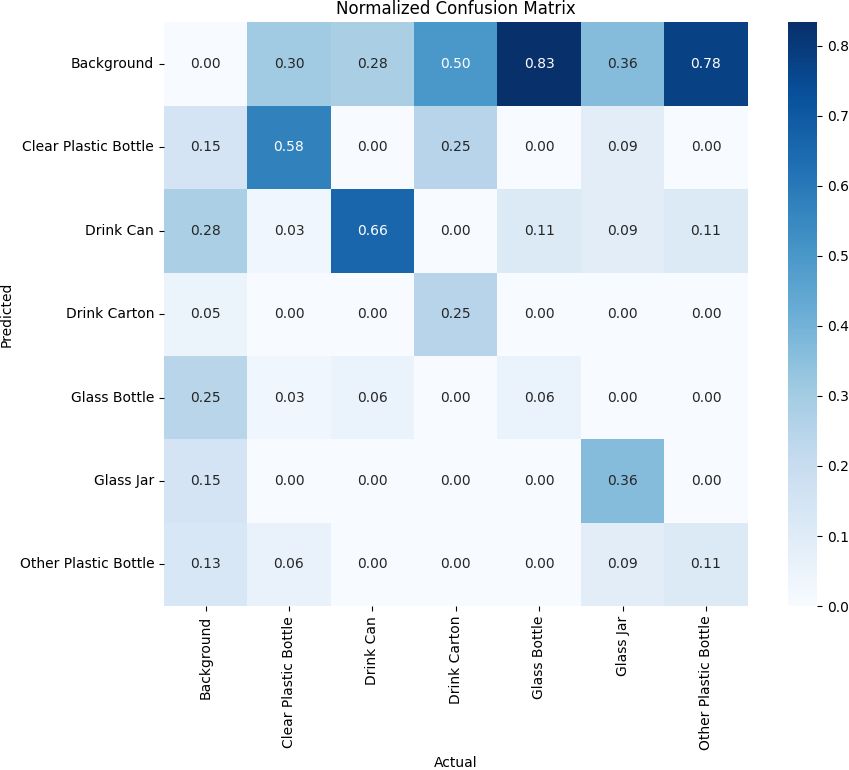 Normalized Confusion Matrix
Predicted
Background 0.00 0.30 0.28 0.50 0.83 0.36 0.78
Clear Plastic Bottle 0.15 0.58 0.00 0.25 0.00 0.09 0.00
Drink Can 0.28 0.03 0.66 0.00 0.11 0.09 0.11
Drink Carton 0.05 0.00 0.00 0.25 0.00 0.00 0.00
Glass Bottle 0.25 0.03 0.06 0.00 0.06 0.00 0.00
Glass Jar 0.15 0.00 0.00 0.00 0.00 0.36 0.00
Other Plastic Bottle 0.13 0.06 0.00 0.00 0.00 0.09 0.11
Background
Clear Plastic Bottle
Drink Can
Drink Carton
Glass Bottle
Glass Jar
Other Plastic Bottle
Actual
0.8
0.7
0.6
0.5
0.4
0.3
0.2
0.1
0.0